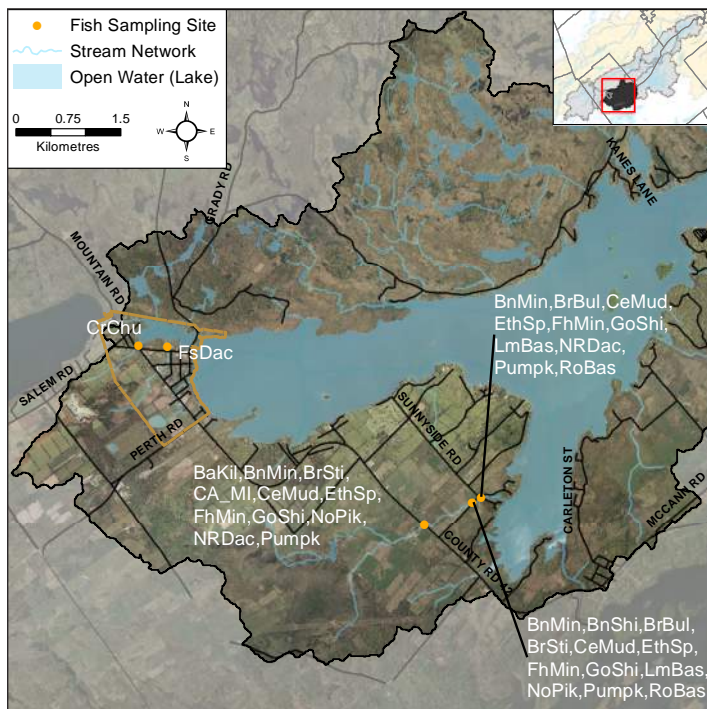 Fish Sampling Site
Stream Network
Open Water (Lake)
0 0.75 1.5
Kilometres
N
W E
S
KANES LANE
BRADY RD
MOUNTAIN RD
BnMin,BrBul,CeMud,
EthSp,FhMin,GoShi,
LmBas,NRDac,
Pumpk,RoBas
CrChu
FsDac
SALEM RD
PERTH RD
SUNNYSIDE RD
BaKil,BnMin,BrSti,
CA_MI,CeMud,EthSp,
FhMin,GoShi,NoPik,
NRDac,Pumpk
CARLETON ST
MCCANN RD
COUNTY RD 42
BnMin,BnShi,BrBul,
BrSti,CeMud,EthSp,
FhMin,GoShi,LmBas,
NoPik,Pumpk,RoBas